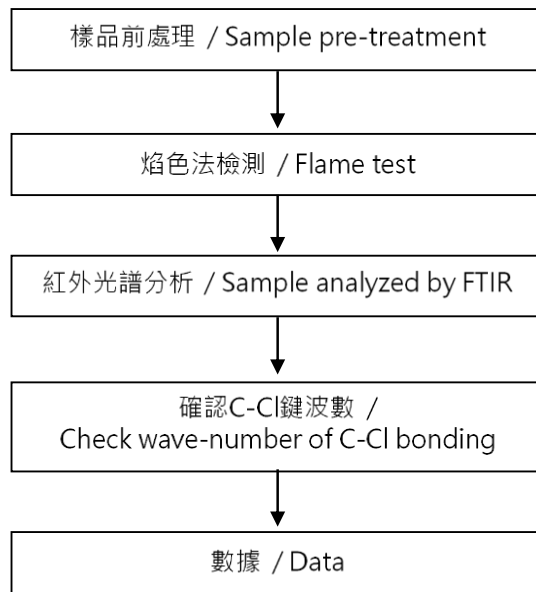 樣品前處理 / Sample pre-treatment
焰色法檢測 / Flame test
紅外光譜分析 / Sample analyzed by FTIR
確認C-Cl鍵波數 /
Check wave-number of C-Cl bonding
數據 / Data